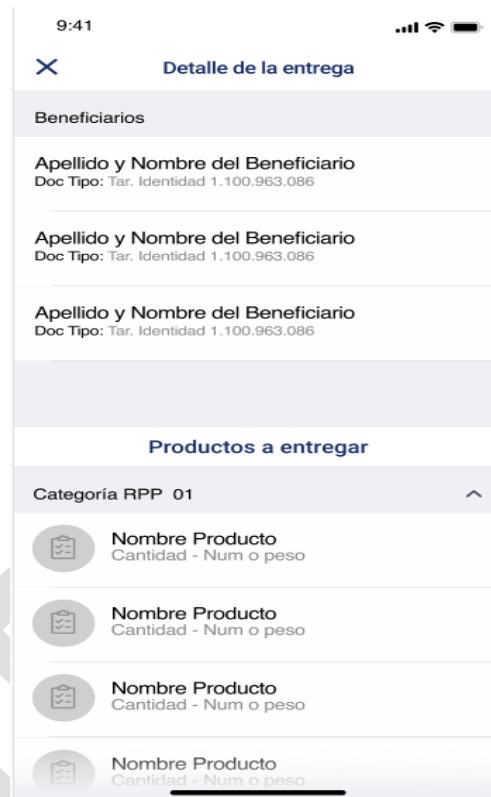 9:41
Detalle de la entrega
Beneficiarios
Apellido y Nombre del Beneficiario
Doc Tipo: Tar. Identidad 1.100.963.086
Apellido y Nombre del Beneficiario
Doc Tipo: Tar. Identidad 1.100.963.086
Apellido y Nombre del Beneficiario
Doc Tipo: Tar. Identidad 1.100.963.086
Productos a entregar
Categoría RPP 01
Nombre Producto
Cantidad - Num o peso
Nombre Producto
Cantidad - Num o peso
Nombre Producto
Cantidad - Num o peso
Nombre Producto
Cantidad - Num o peso